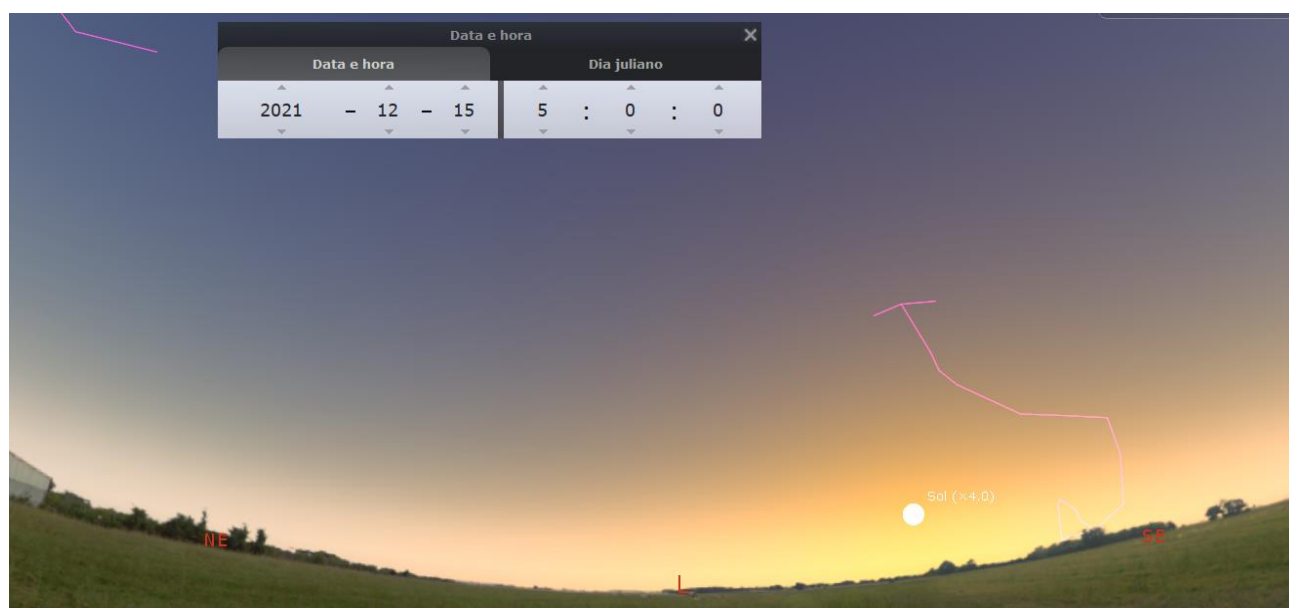 Data e hora
Data e hora Dia juliano
2021 – 12 – 15 5 : 0 : 0
Sol (×4.0)
NE L SE